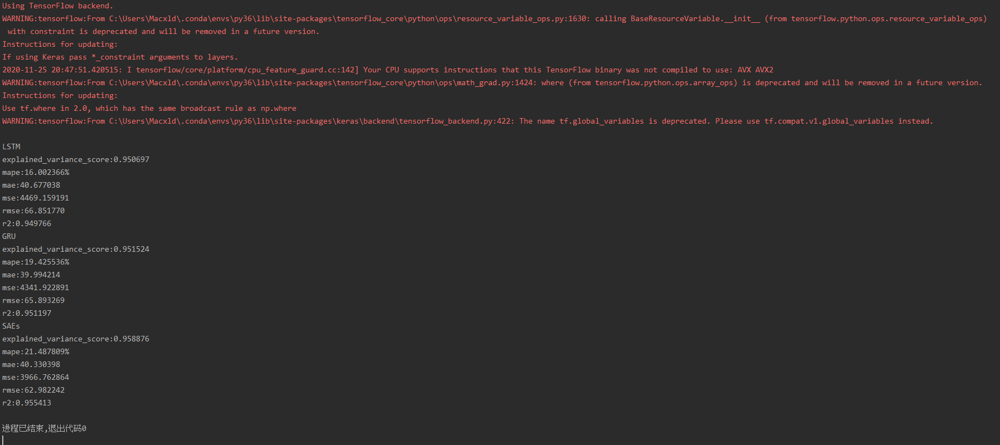 Using TensorFlow backend.
WARNING:tensorflow:From C:\Users\Macxld\.conda\envs\py36\lib\site-packages\tensorflow_core\python\ops\resource_variable_ops.py:1630: calling BaseResourceVariable.__init__ (from tensorflow.python.ops.resource_variable_ops)
with constraint is deprecated and will be removed in a future version.
Instructions for updating:
If using Keras pass *_constraint arguments to layers.
2020-11-25 20:47:51.420515: I tensorflow/core/platform/cpu_feature_guard.cc:142] Your CPU supports instructions that this TensorFlow binary was not compiled to use: AVX AVX2
WARNING:tensorflow:From C:\Users\Macxld\.conda\envs\py36\lib\site-packages\tensorflow_core\python\ops\math_grad.py:1424: where (from tensorflow.python.ops.array_ops) is deprecated and will be removed in a future version.
Instructions for updating:
Use tf.where in 2.0, which has the same broadcast rule as np.where
WARNING:tensorflow:From C:\Users\Macxld\.conda\envs\py36\lib\site-packages\keras\backend\tensorflow_backend.py:422: The name tf.global_variables is deprecated. Please use tf.compat.v1.global_variables instead.
LSTM
explained_variance_score:0.950697
mape:16.002366%
mae:40.677038
mse:4469.159191
rmse:66.851770
r2:0.949766
GRU
explained_variance_score:0.951524
mape:19.425536%
mae:39.994214
mse:4341.922891
rmse:65.893269
r2:0.951197
SAEs
explained_variance_score:0.958876
mape:21.487809%
mae:40.330398
mse:3966.762864
rmse:62.982242
r2:0.955413
进程已结束,退出代码0